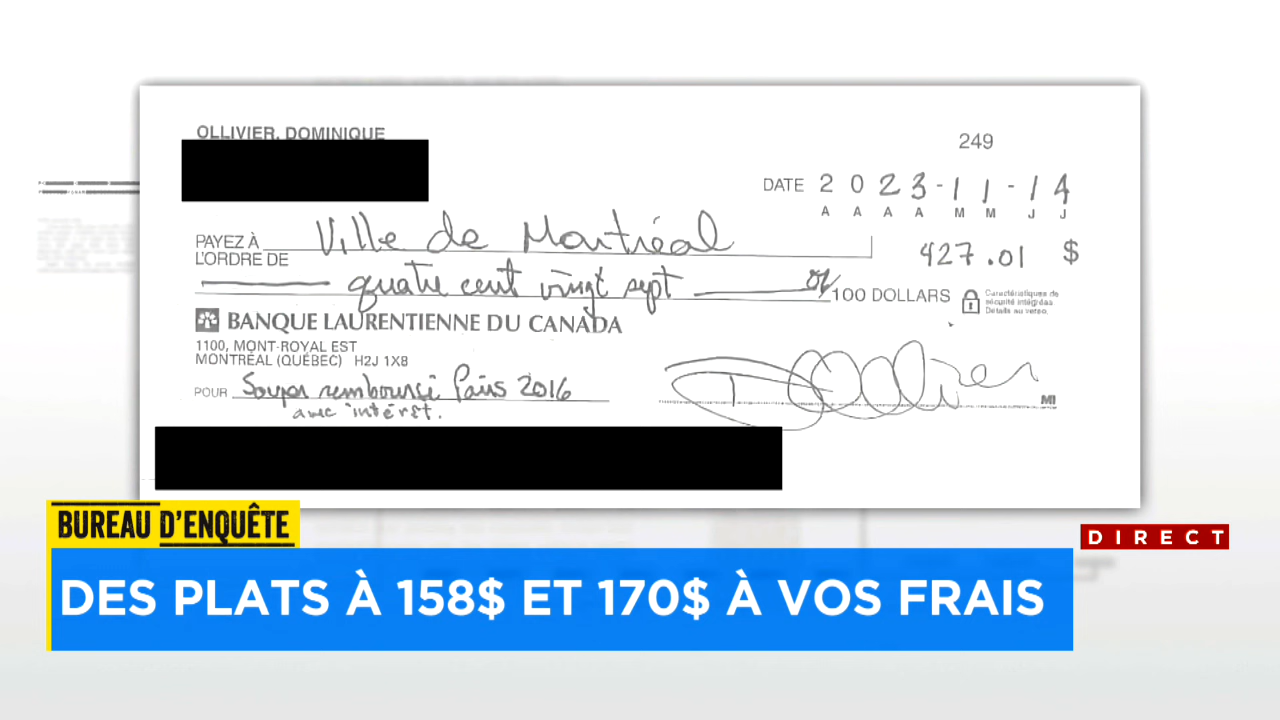 OLLIVIER, DOMINIQUE
249
DATE 2023-11-14
A A A A M M J J
PAYEZ À L'ORDRE DE Ville de Montréal
427.01 $
quatre cent vingt sept 01/100 DOLLARS
Caractéristiques de
sécurité intégrées
Détails au verso.
BANQUE LAURENTIENNE DU CANADA
1100, MONT-ROYAL EST
MONTRÉAL (QUÉBEC) H2J 1X8
POUR Souper remboursé Paris 2016
avec intérêt.
MI
BUREAU D'ENQUÊTE
DIRECT
DES PLATS À 158$ ET 170$ À VOS FRAIS